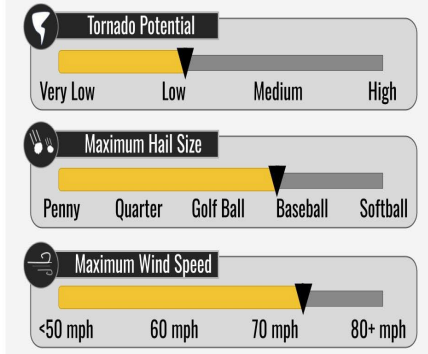 Tornado Potential
Very Low Low Medium High
Maximum Hail Size
Penny Quarter Golf Ball Baseball Softball
Maximum Wind Speed
<50 mph 60 mph 70 mph 80+ mph